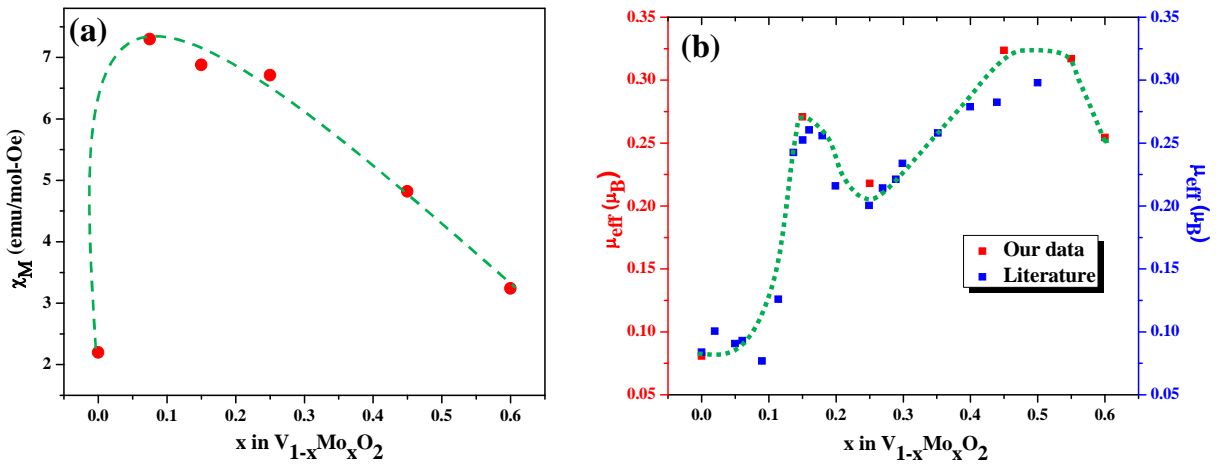 (a)
7
6
5
4
3
2
χM (emu/mol-Oe)
0.0 0.1 0.2 0.3 0.4 0.5 0.6
x in V1-xMoxO2
(b)
0.35
0.30
0.25
0.20
0.15
0.10
0.05
μeff (μB)
0.35
0.30
0.25
0.20
0.25
0.15
0.10
0.05
μeff (μB)
Our data
Literature
0.0 0.1 0.2 0.3 0.4 0.5 0.6
x in V1-xMoxO2